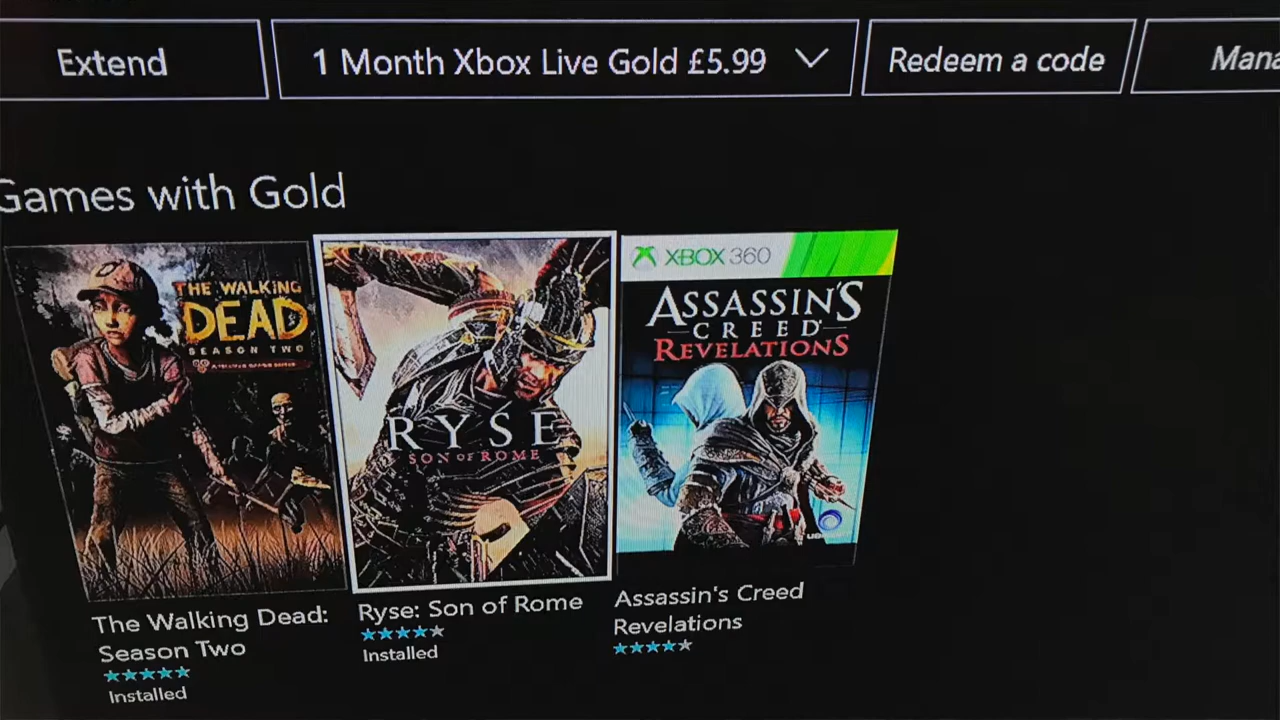 Extend
1 Month Xbox Live Gold £5.99
Redeem a code
Games with Gold
THE WALKING
DEAD
SEASON TWO
RYSE
SON OF ROME
XBOX 360
ASSASSIN'S
CREED
REVELATIONS
The Walking Dead:
Season Two
Installed
Ryse: Son of Rome
Installed
Assassin's Creed
Revelations